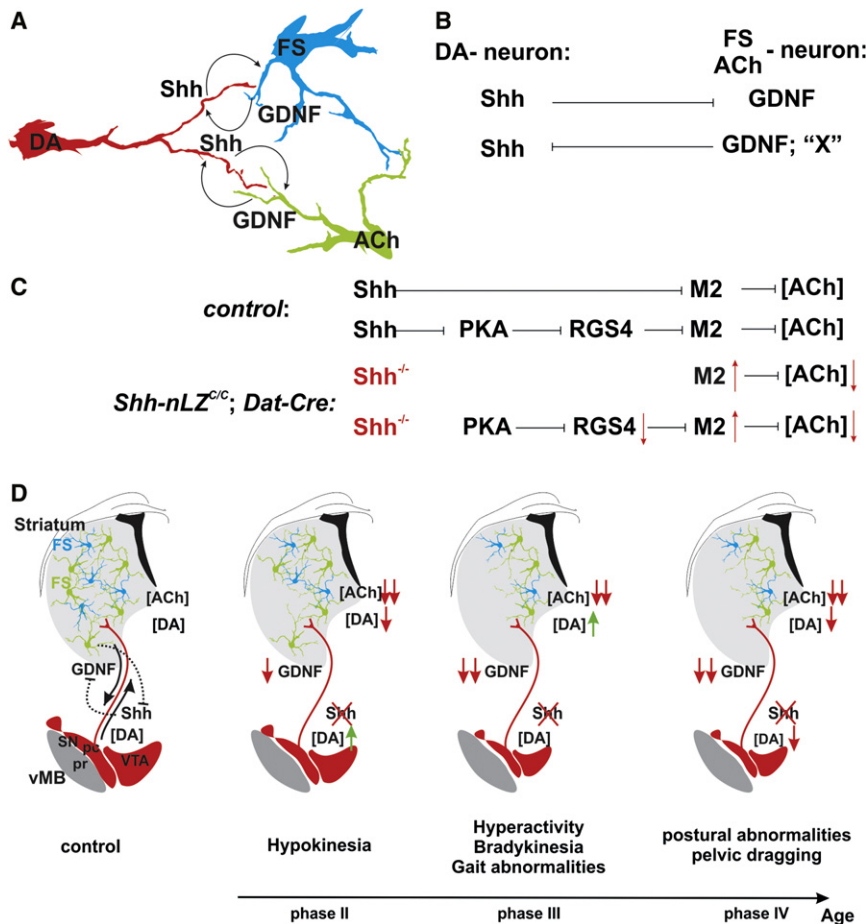 A
FS
Shh
GDNF
DA
Shh
GDNF
ACh
B
DA- neuron:
FS
ACh - neuron:
Shh GDNF
Shh GDNF; “X”
C
control:
Shh M2 [ACh]
Shh PKA RGS4 M2 [ACh]
Shh-nLZC/C; Dat-Cre:
Shh-/- M2 [ACh]
Shh-/- PKA RGS4 M2 [ACh]
D
Striatum
FS
FS
[ACh]
[DA]
GDNF
Shh
[DA]
SN pc
pr
VTA
vMB
control
[ACh]
[DA]
GDNF
Shh
[DA]
Hypokinesia
[ACh]
[DA]
GDNF
Shh
[DA]
Hyperactivity
Bradykinesia
Gait abnormalities
[ACh]
[DA]
GDNF
Shh
[DA]
postural abnormalities
pelvic dragging
phase II phase III phase IV Age